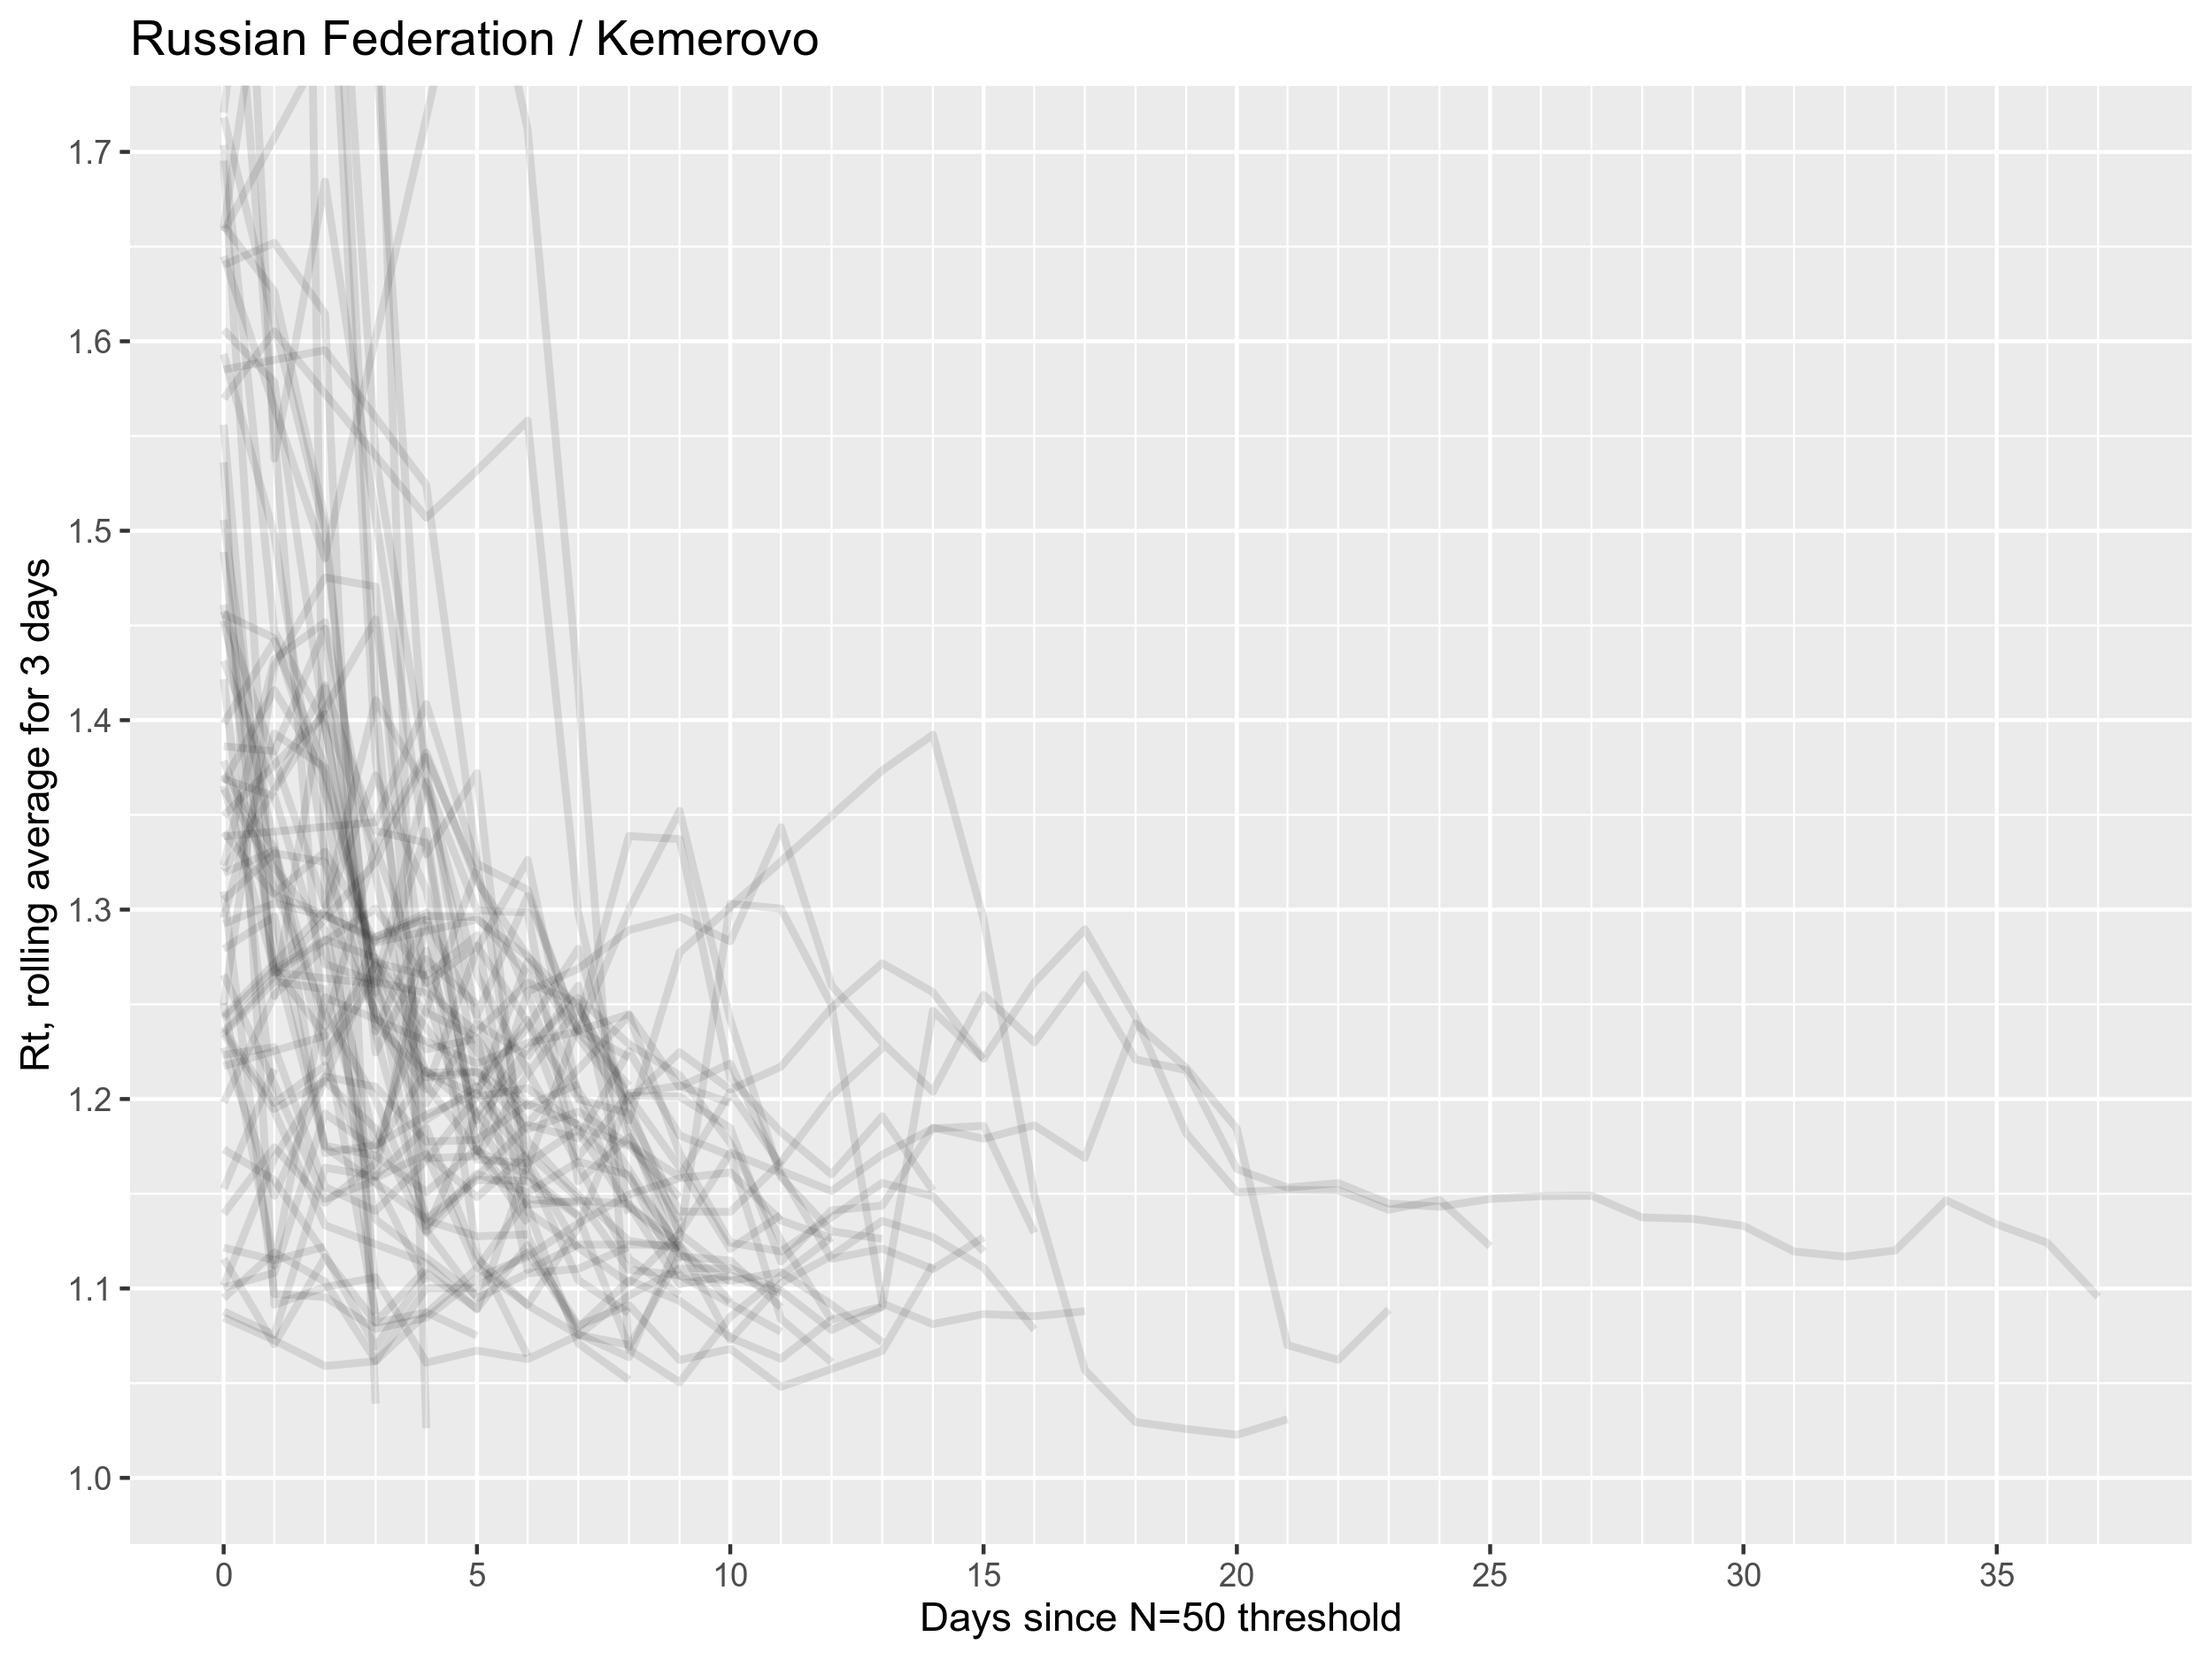 Russian Federation / Kemerovo
Rt, rolling average for 3 days
1.7
1.6
1.5
1.4
1.3
1.2
1.1
1.0
0 5 10 15 20 25 30 35
Days since N=50 threshold